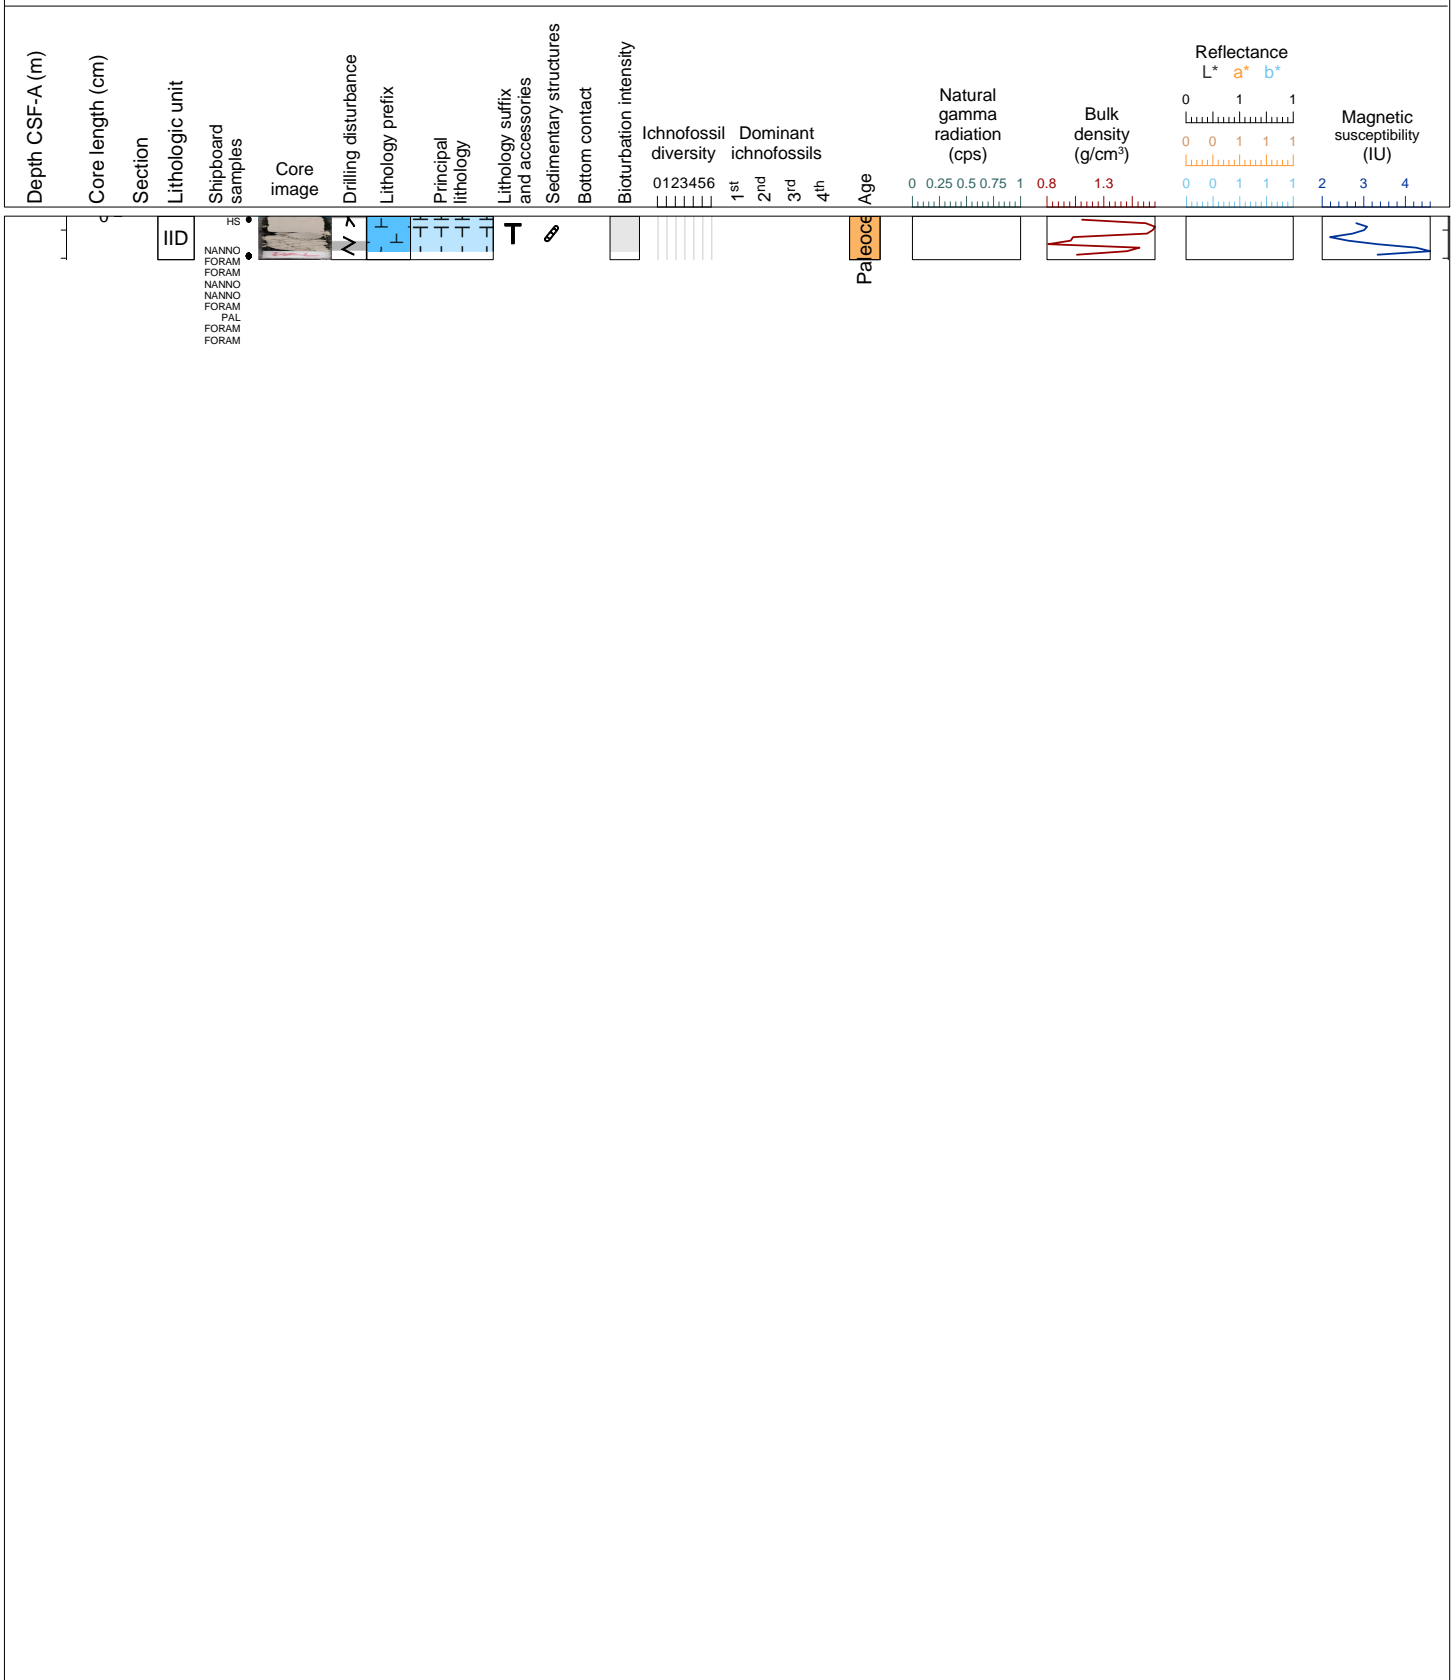 Depth CSF-A (m)
Core length (cm)
Section
Lithologic unit
Shipboard
samples
Core
image
Drilling disturbance
Lithology prefix
Principal
lithology
Lithology suffix
and accessories
Sedimentary structures
Bottom contact
Bioturbation intensity
Ichnofossil
diversity
0123456
Dominant
ichnofossils
1st
2nd
3rd
4th
Age
Natural
gamma
radiation
(cps)
0 0.25 0.5 0.75 1
Bulk
density
(g/cm³)
0.8 1.3
Reflectance
L* a* b*
0 1 1
0 0 1 1 1
0 0 1 1 1
Magnetic
susceptibility
(IU)
2 3 4
IID
HS
NANNO
FORAM
FORAM
NANNO
NANNO
FORAM
PAL
FORAM
FORAM
T
Paleoce